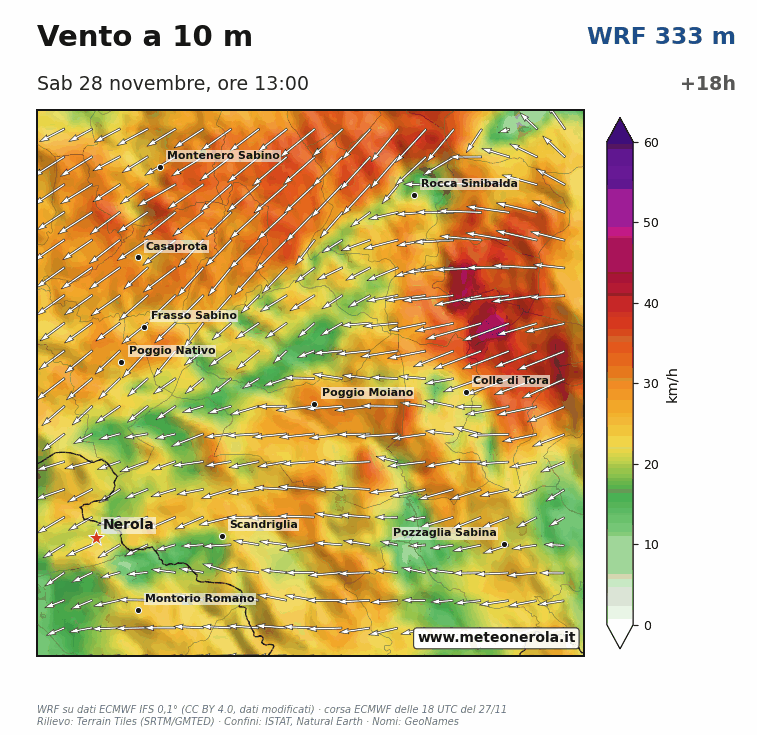 Vento a 10 m
WRF 333 m
Sab 28 novembre, ore 13:00
+18h
Montenero Sabino
Rocca Sinibalda
Casaprota
Frasso Sabino
Poggio Nativo
Colle di Tora
Poggio Moiano
Nerola
Scandriglia
Pozzaglia Sabina
Montorio Romano
www.meteonerola.it
60
50
40
30
20
10
0
km/h
WRF su dati ECMWF IFS 0,1° (CC BY 4.0, dati modificati) · corsa ECMWF delle 18 UTC del 27/11
Rilievo: Terrain Tiles (SRTM/GMTED) · Confini: ISTAT, Natural Earth · Nomi: GeoNames